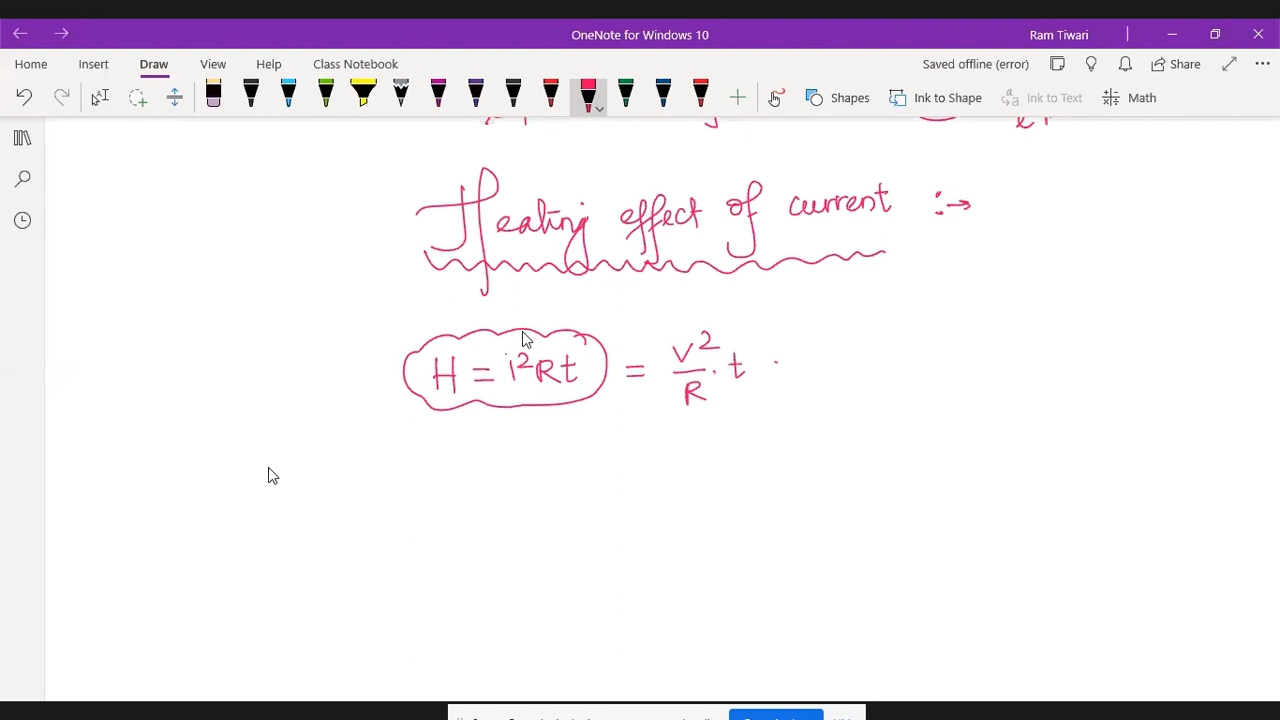 OneNote for Windows 10
Ram Tiwari
Home Insert Draw View Help Class Notebook
Saved offline (error) Share
Shapes Ink to Shape Ink to Text Math
Heating effect of current :→
H = i²Rt = V²/R . t